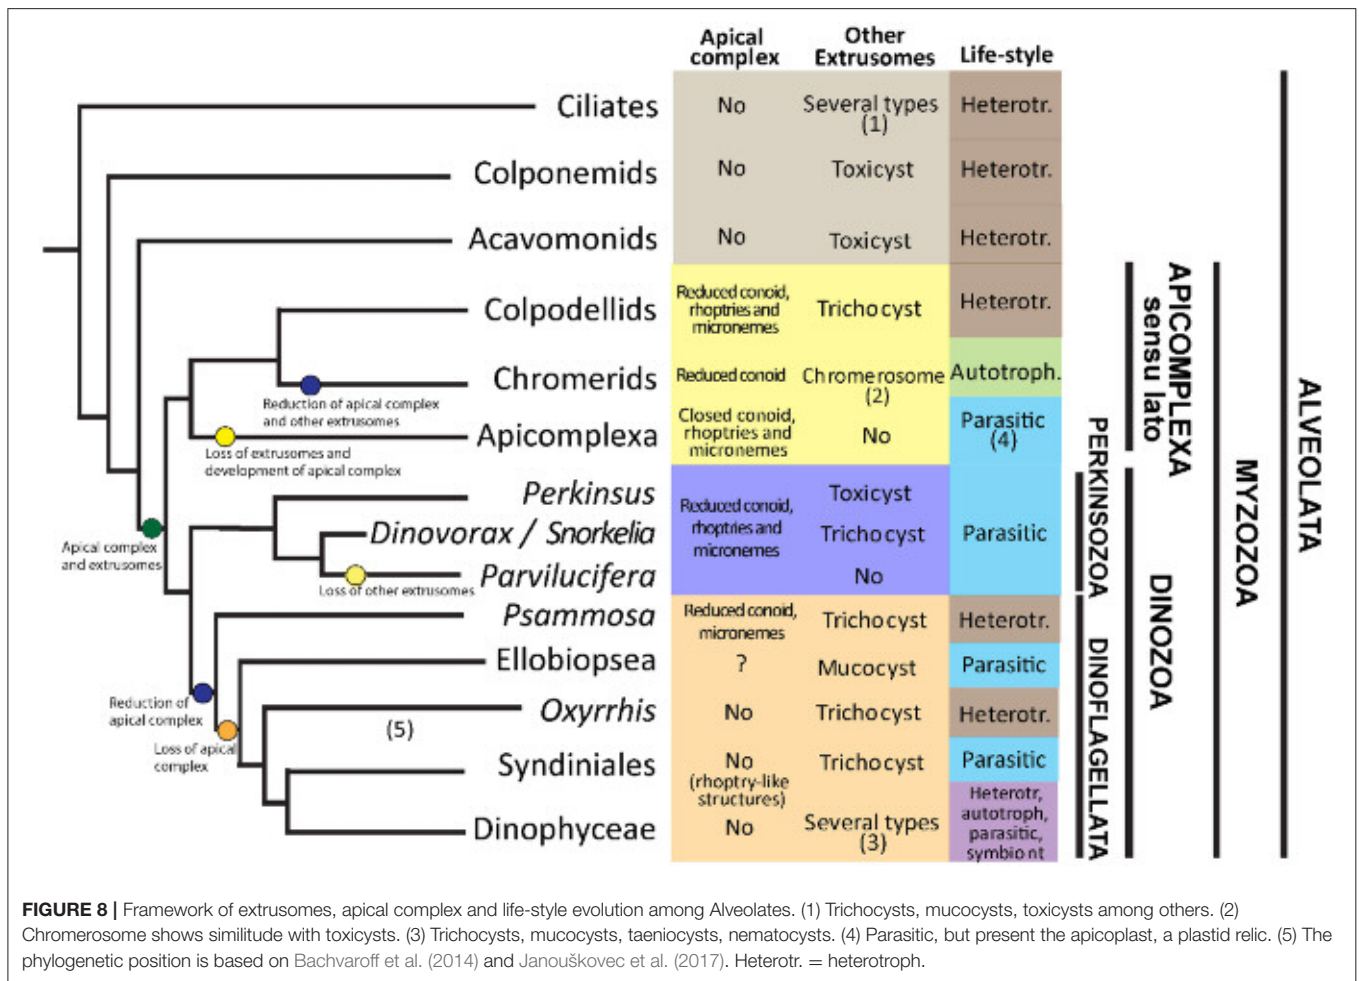 Apical
complex
Other
Extrusomes
Life-style
Ciliates
No
Several types
(1)
Heterotr.
Colponemids
No
Toxicyst
Heterotr.
Acavomonids
No
Toxicyst
Heterotr.
Colpodellids
Reduced conoid,
rhoptries and
micronemes
Trichocyst
Heterotr.
Chromerids
Reduced conoid
Chromerosome
(2)
Autotroph.
Reduction of apical complex
and other extrusomes
Apicomplexa
Closed conoid,
rhoptries and
micronemes
No
Parasitic
(4)
Loss of extrusomes and
development of apical complex
Perkinsus
Toxicyst
Dinovorax / Snorkelia
Reduced conoid,
rhoptries and
micronemes
Trichocyst
Parasitic
Apical complex
and extrusomes
Parvilucifera
No
Loss of other extrusomes
Psammosa
Reduced conoid,
micronemes
Trichocyst
Heterotr.
Ellobiopsea
?
Mucocyst
Parasitic
Reduction of
apical complex
Oxyrrhis
No
Trichocyst
Heterotr.
(5)
Loss of apical
complex
Syndiniales
No
(rhoptry-like
structures)
Trichocyst
Parasitic
Dinophyceae
No
Several types
(3)
Heterotr,
autotroph,
parasitic,
symbiont
PERKINSOZOA
DINOFLAGELLATA
APICOMPLEXA
sensu lato
DINOZOA
MYZOZOA
ALVEOLATA
FIGURE 8 | Framework of extrusomes, apical complex and life-style evolution among Alveolates. (1) Trichocysts, mucocysts, toxicysts among others. (2)
Chromerosome shows similitude with toxicysts. (3) Trichocysts, mucocysts, taeniocysts, nematocysts. (4) Parasitic, but present the apicoplast, a plastid relic. (5) The
phylogenetic position is based on Bachvaroff et al. (2014) and Janouškovec et al. (2017). Heterotr. = heterotroph.